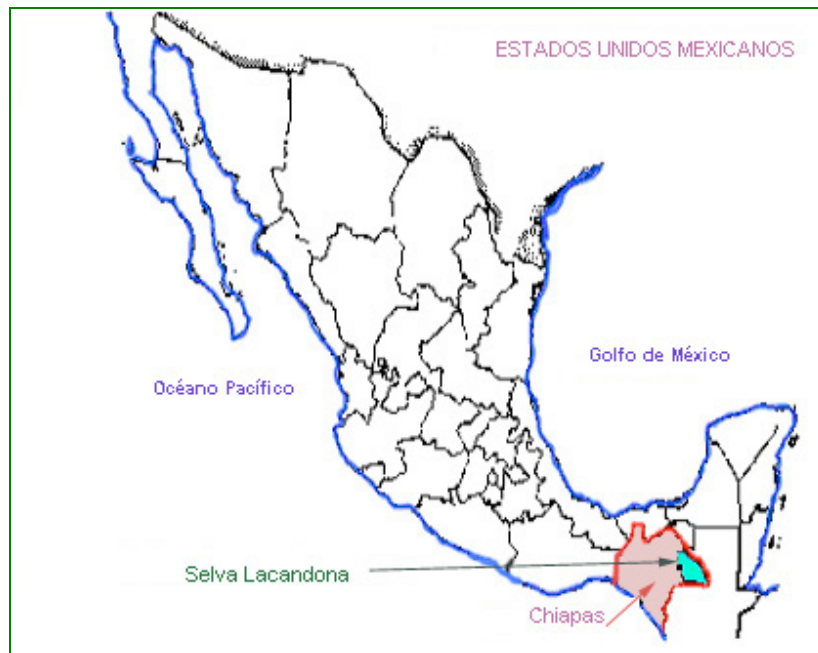 ESTADOS UNIDOS MEXICANOS
Golfo de México
Océano Pacífico
Selva Lacandona
Chiapas